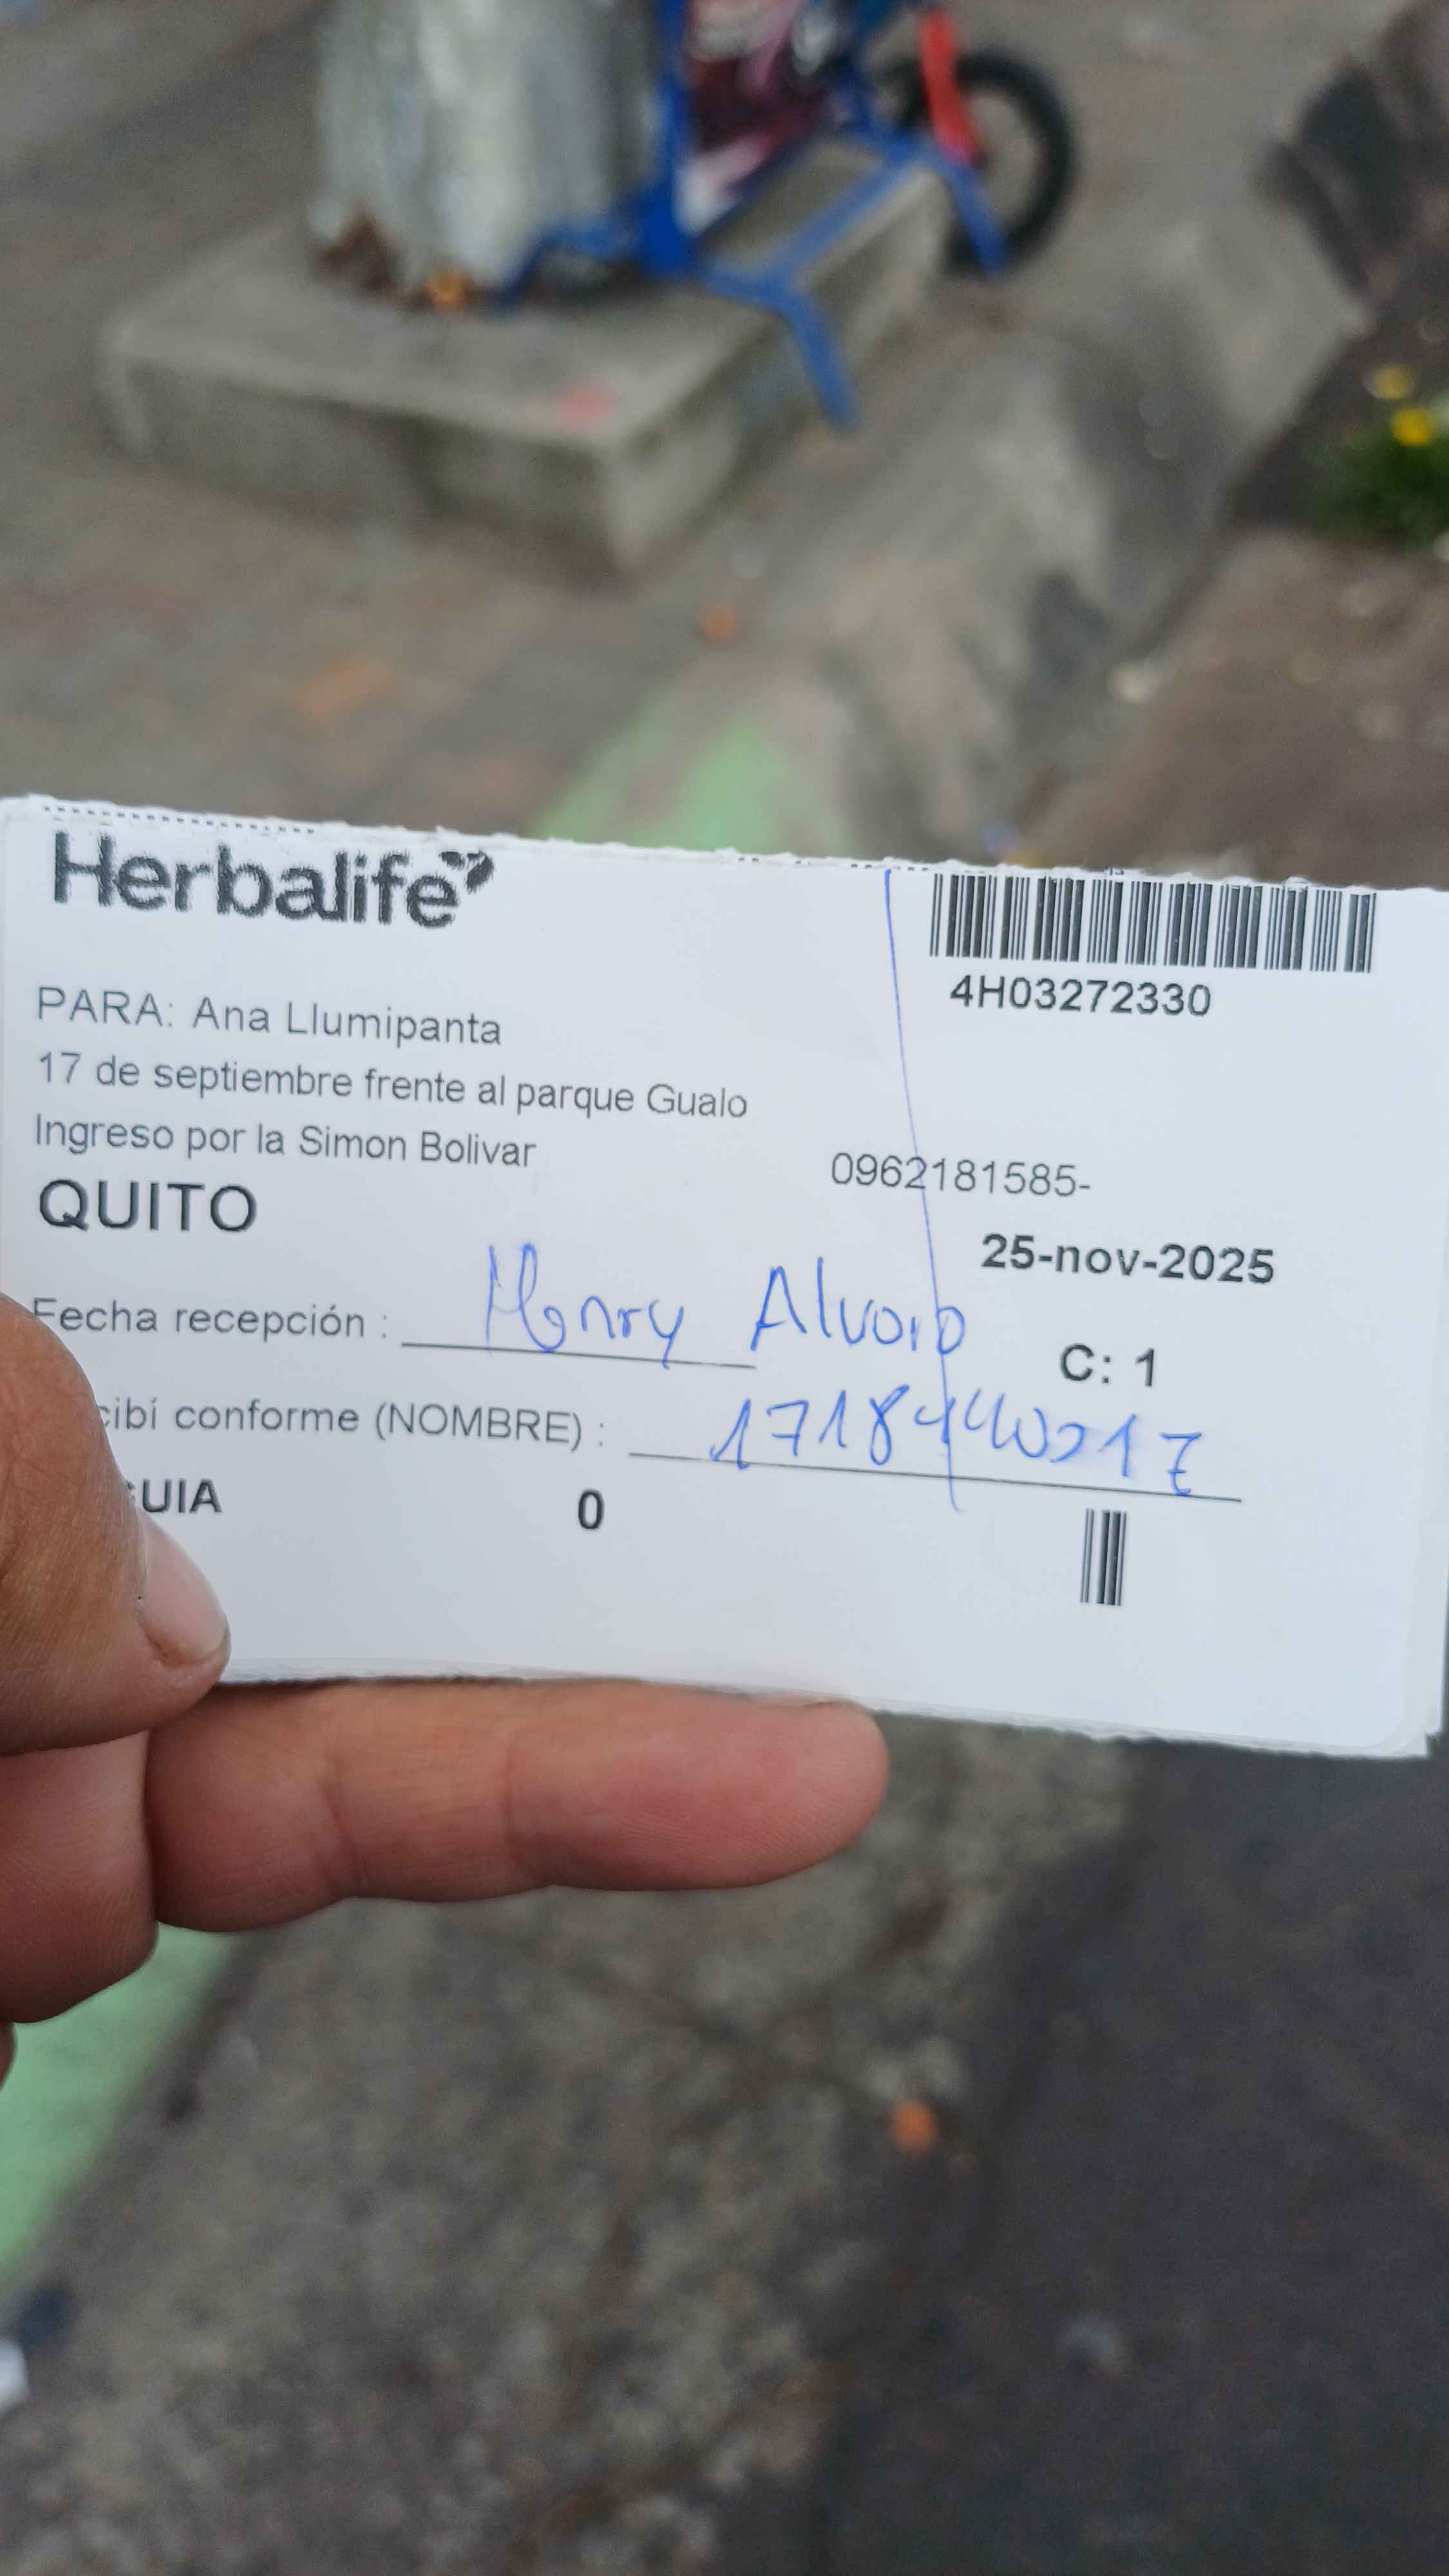 Herbalife
4H03272330
PARA: Ana Llumipanta
17 de septiembre frente al parque Gualo
Ingreso por la Simon Bolivar
0962181585-
QUITO
25-nov-2025
Fecha recepción : Henry
C: 1
cibí conforme (NOMBRE) :
UIA 0